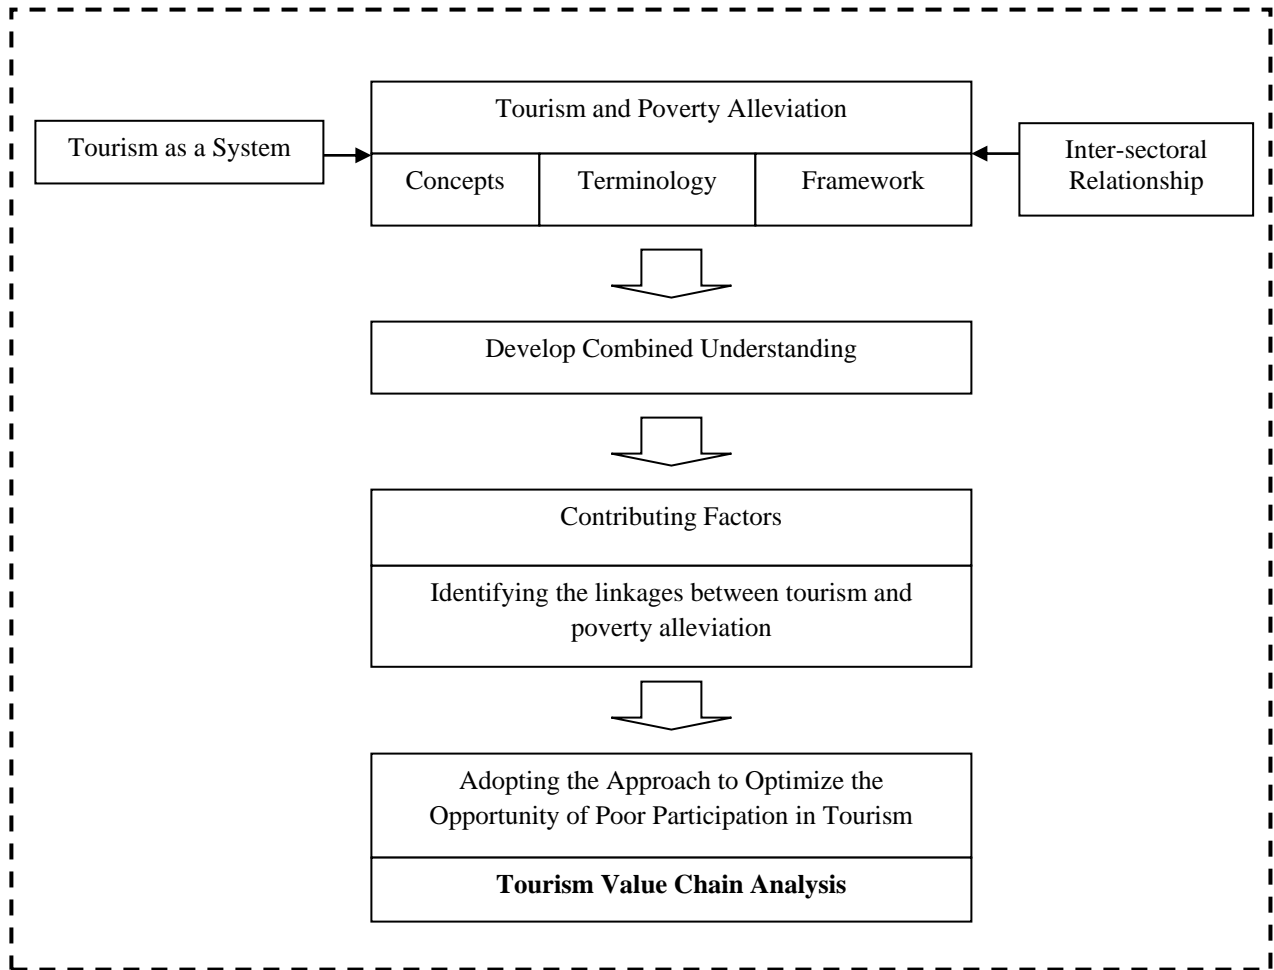 Tourism and Poverty Alleviation
Tourism as a System
Inter-sectoral
Relationship
Concepts
Terminology
Framework
Develop Combined Understanding
Contributing Factors
Identifying the linkages between tourism and
poverty alleviation
Adopting the Approach to Optimize the
Opportunity of Poor Participation in Tourism
Tourism Value Chain Analysis